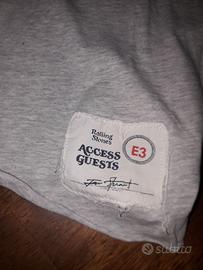 Rolling
Stones
ACCESS
GUESTS
E3
subito